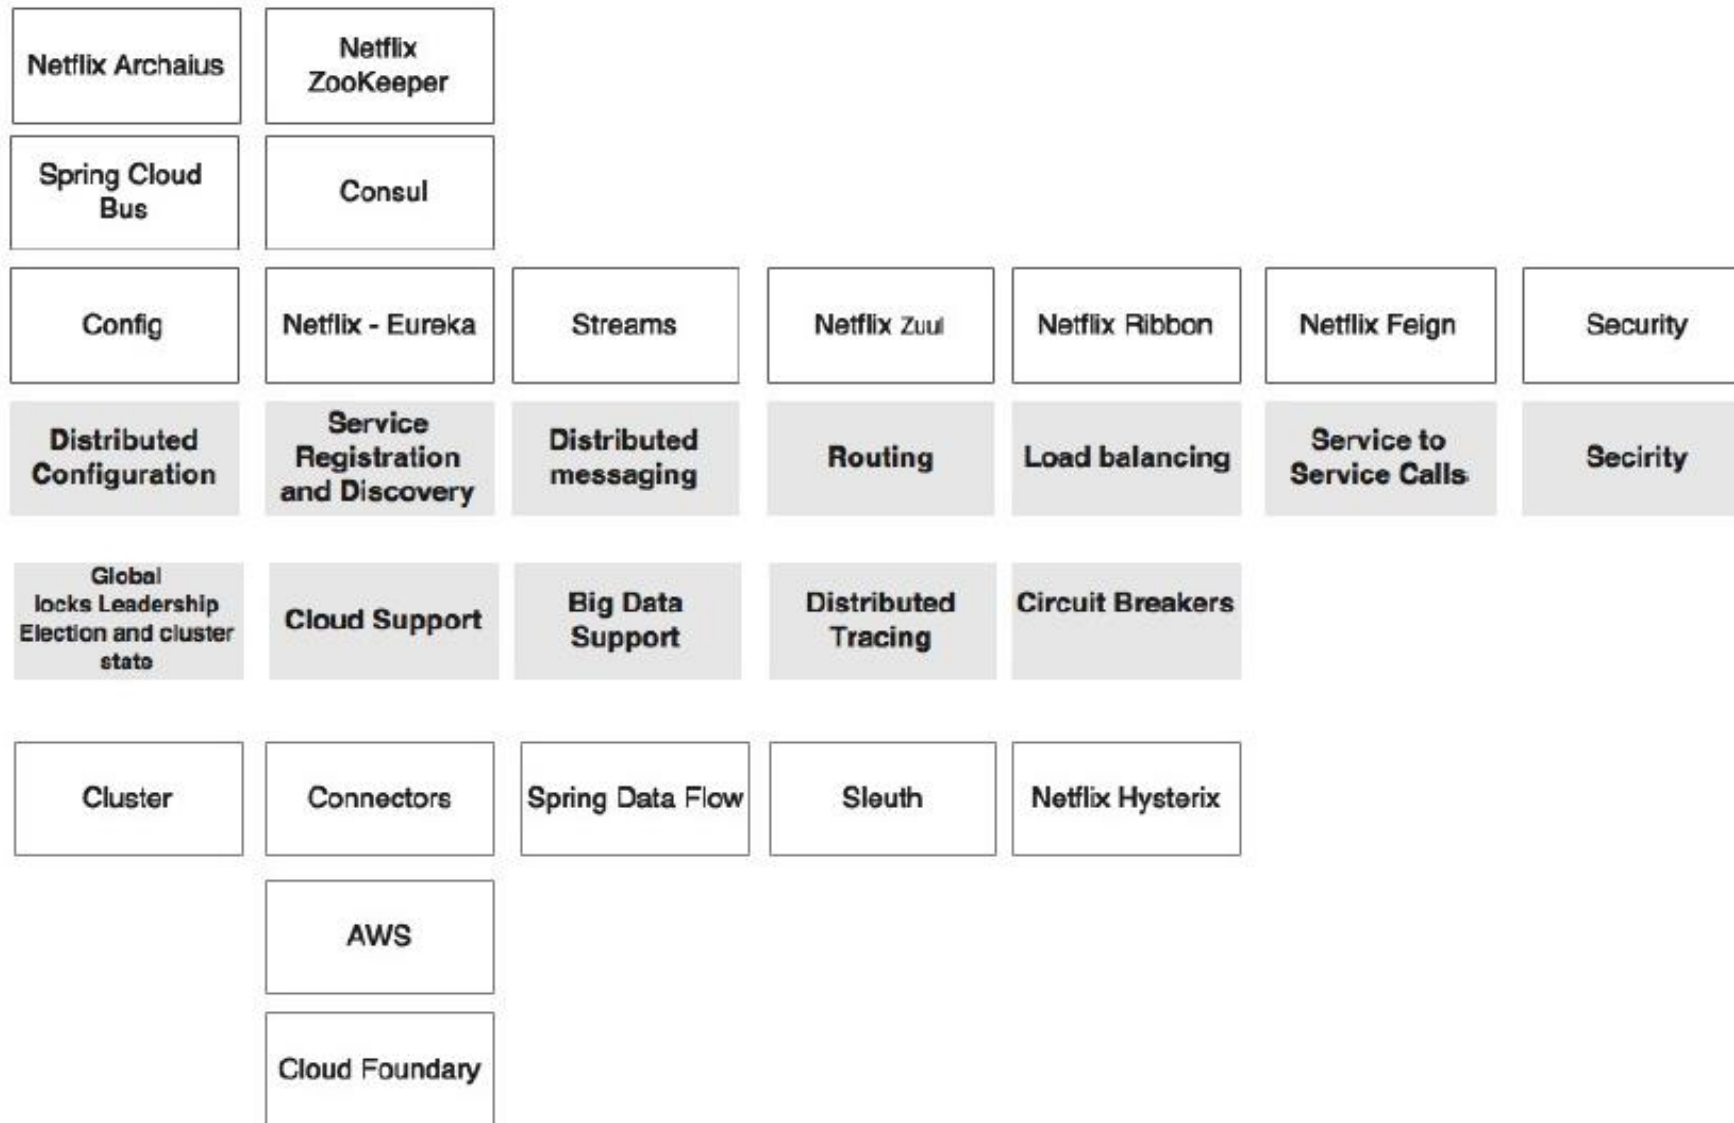 Netflix Archaius
Netflix
ZooKeeper
Spring Cloud
Bus
Consul
Config
Netflix - Eureka
Streams
Netflix Zuul
Netflix Ribbon
Netflix Feign
Security
Distributed
Configuration
Service
Registration
and Discovery
Distributed
messaging
Routing
Load balancing
Service to
Service Calls
Secirity
Global
locks Leadership
Election and cluster
state
Cloud Support
Big Data
Support
Distributed
Tracing
Circuit Breakers
Cluster
Connectors
Spring Data Flow
Sleuth
Netflix Hysterix
AWS
Cloud Foundary